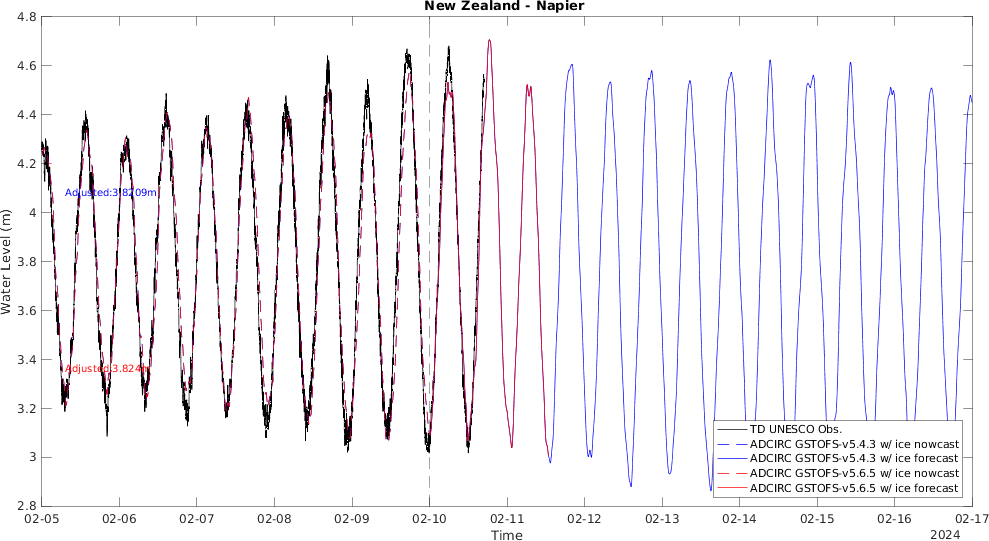 New Zealand - Napier
4.8
4.6
4.4
4.2
4
3.8
3.6
3.4
3.2
3
2.8
Water Level (m)
Adjusted:3.8209m
Adjusted:3.824m
TD UNESCO Obs.
ADCIRC GSTOFS-v5.4.3 w/ ice nowcast
ADCIRC GSTOFS-v5.4.3 w/ ice forecast
ADCIRC GSTOFS-v5.6.5 w/ ice nowcast
ADCIRC GSTOFS-v5.6.5 w/ ice forecast
02-05 02-06 02-07 02-08 02-09 02-10 02-11 02-12 02-13 02-14 02-15 02-16 02-17
Time
2024